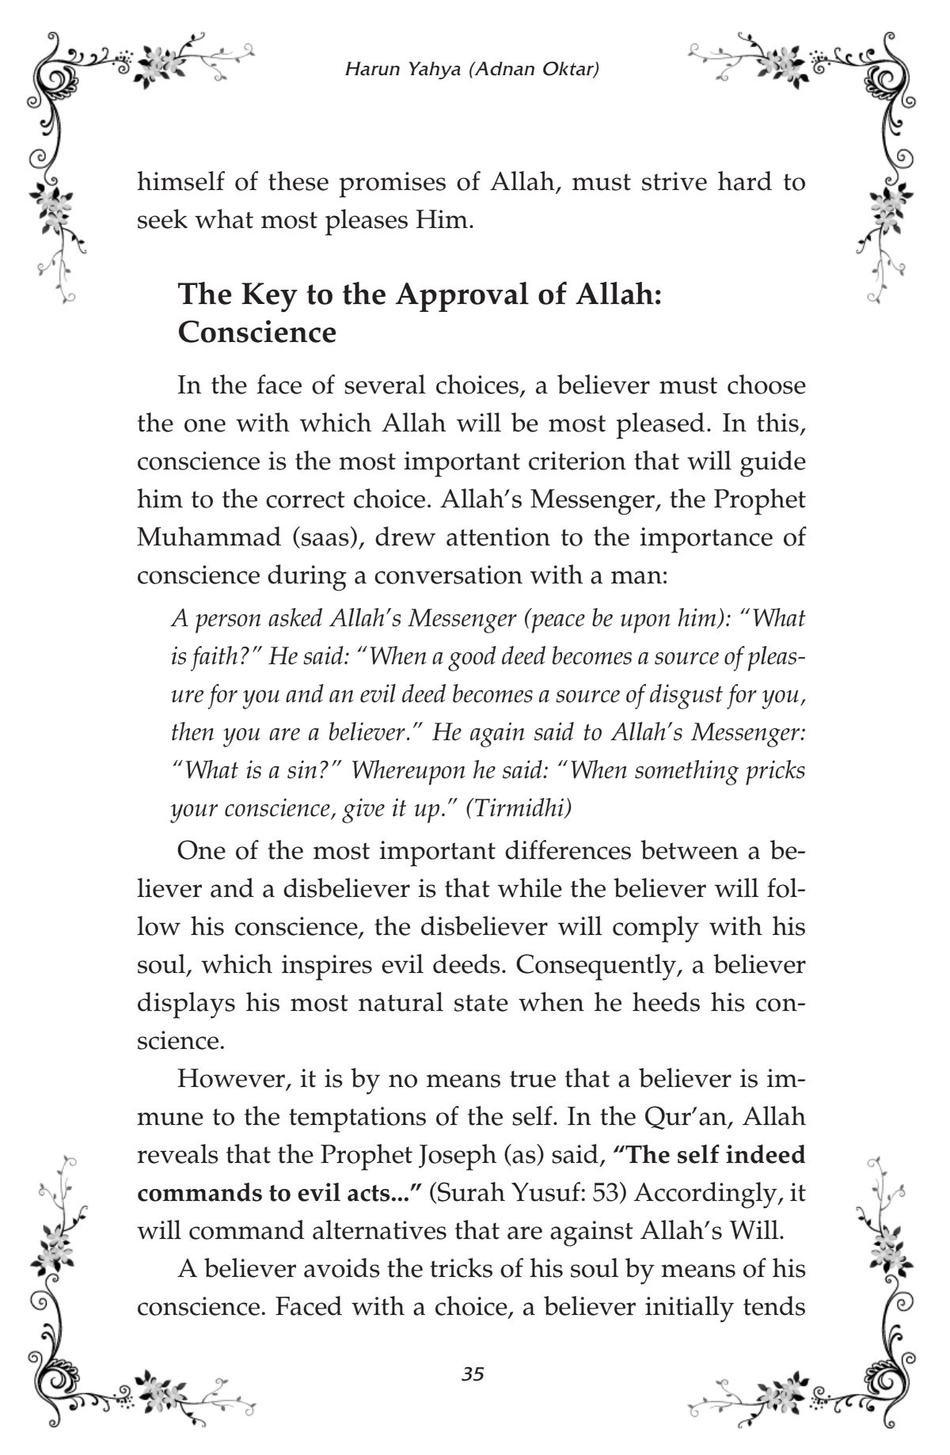 Harun Yahya (Adnan Oktar)
himself of these promises of Allah, must strive hard to
seek what most pleases Him.
The Key to the Approval of Allah:
Conscience
In the face of several choices, a believer must choose
the one with which Allah will be most pleased. In this,
conscience is the most important criterion that will guide
him to the correct choice. Allah's Messenger, the Prophet
Muhammad (saas), drew attention to the importance of
conscience during a conversation with a man:
A person asked Allah's Messenger (peace be upon him): “What
is faith?” He said: “When a good deed becomes a source of pleas-
ure for you and an evil deed becomes a source of disgust for you,
then you are a believer.” He again said to Allah's Messenger:
“What is a sin?” Whereupon he said: “When something pricks
your conscience, give it up.” (Tirmidhi)
One of the most important differences between a be-
liever and a disbeliever is that while the believer will fol-
low his conscience, the disbeliever will comply with his
soul, which inspires evil deeds. Consequently, a believer
displays his most natural state when he heeds his con-
science.
However, it is by no means true that a believer is im-
mune to the temptations of the self. In the Qur'an, Allah
reveals that the Prophet Joseph (as) said, “The self indeed
commands to evil acts...” (Surah Yusuf: 53) Accordingly, it
will command alternatives that are against Allah's Will.
A believer avoids the tricks of his soul by means of his
conscience. Faced with a choice, a believer initially tends
35